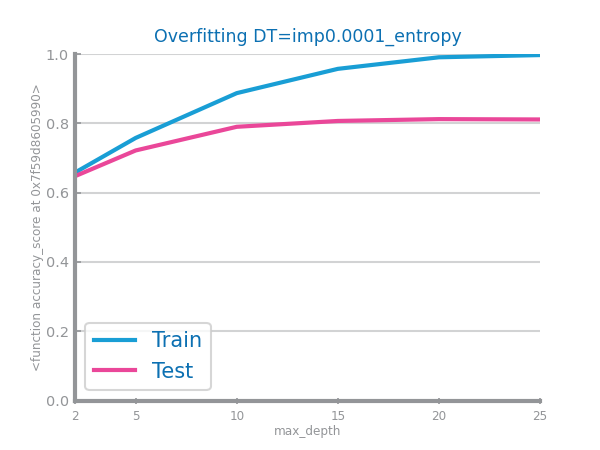 Overfitting DT=imp0.0001_entropy
<function accuracy_score at 0x7f59d8605990>
1.0
0.8
0.6
0.4
0.2
0.0
Train
Test
2 5 10 15 20 25
max_depth